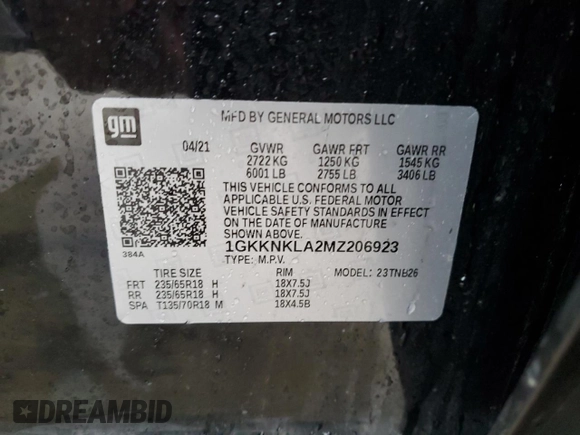 gm
MFD BY GENERAL MOTORS LLC
04/21 GVWR GAWR FRT GAWR RR
2722 KG 1250 KG 1545 KG
6001 LB 2755 LB 3406 LB
THIS VEHICLE CONFORMS TO ALL
APPLICABLE U.S. FEDERAL MOTOR
VEHICLE SAFETY STANDARDS IN EFFECT
ON THE DATE OF MANUFACTURE
SHOWN ABOVE.
384A
1GKKNKLA2MZ206923
TYPE: M.P.V. MODEL: 23TNB26
TIRE SIZE RIM
FRT 235/65R18 H 18X7.5J
RR 235/65R18 H 18X7.5J
SPA T135/70R18 M 18X4.5B
DREAMBID